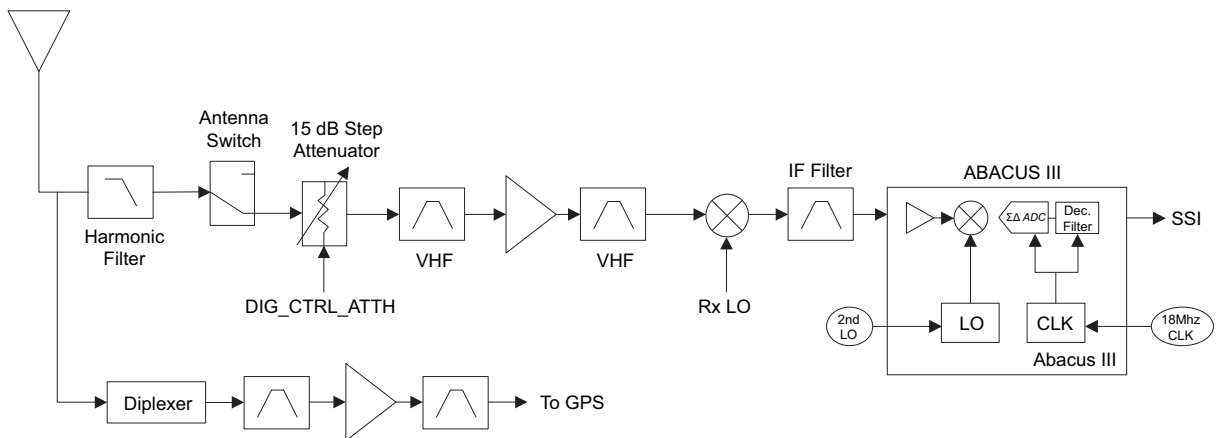 Antenna
Switch
15 dB Step
Attenuator
IF Filter
ABACUS III
Harmonic
Filter
VHF
VHF
ΣΔ ADC
Dec.
Filter
SSI
DIG_CTRL_ATTH
Rx LO
2nd
LO
LO
CLK
18Mhz
CLK
Abacus III
Diplexer
To GPS